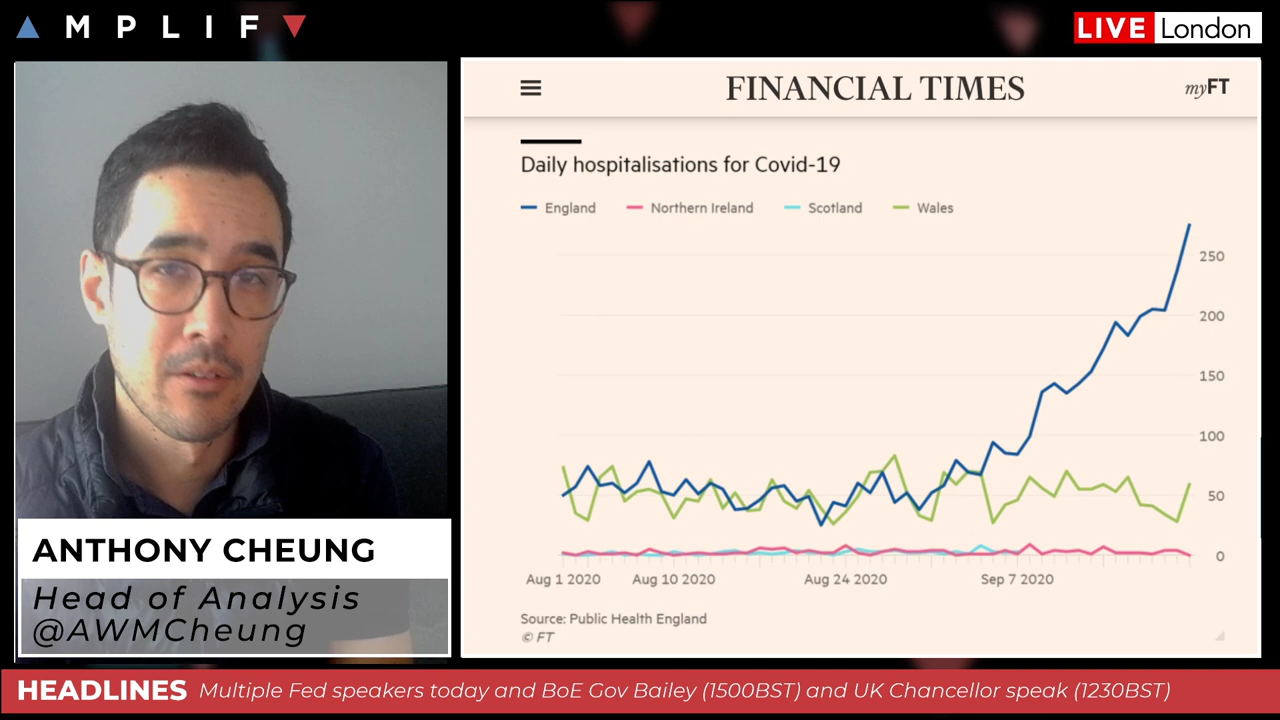 AMPLIFY
LIVE London
FINANCIAL TIMES
myFT
Daily hospitalisations for Covid-19
England Northern Ireland Scotland Wales
250
200
150
100
50
0
Aug 1 2020 Aug 10 2020 Aug 24 2020 Sep 7 2020
Source: Public Health England
© FT
ANTHONY CHEUNG
Head of Analysis
@AWMCheung
HEADLINES Multiple Fed speakers today and BoE Gov Bailey (1500BST) and UK Chancellor speak (1230BST)